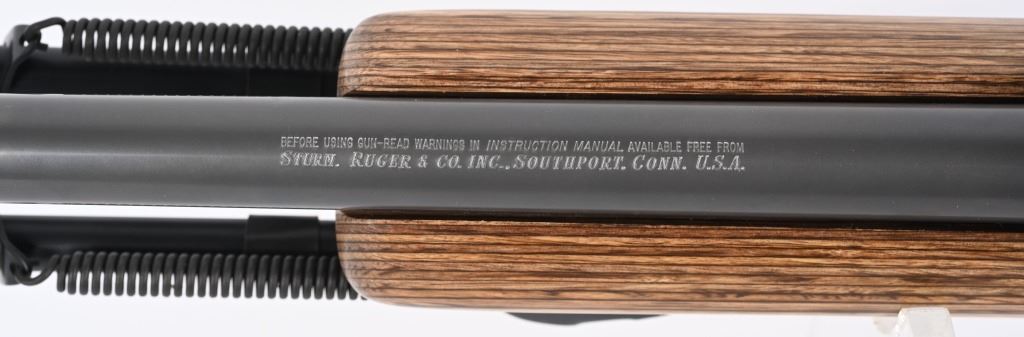 BEFORE USING GUN-READ WARNINGS IN INSTRUCTION MANUAL AVAILABLE FREE FROM
STURM, RUGER & CO. INC., SOUTHPORT, CONN. U.S.A.